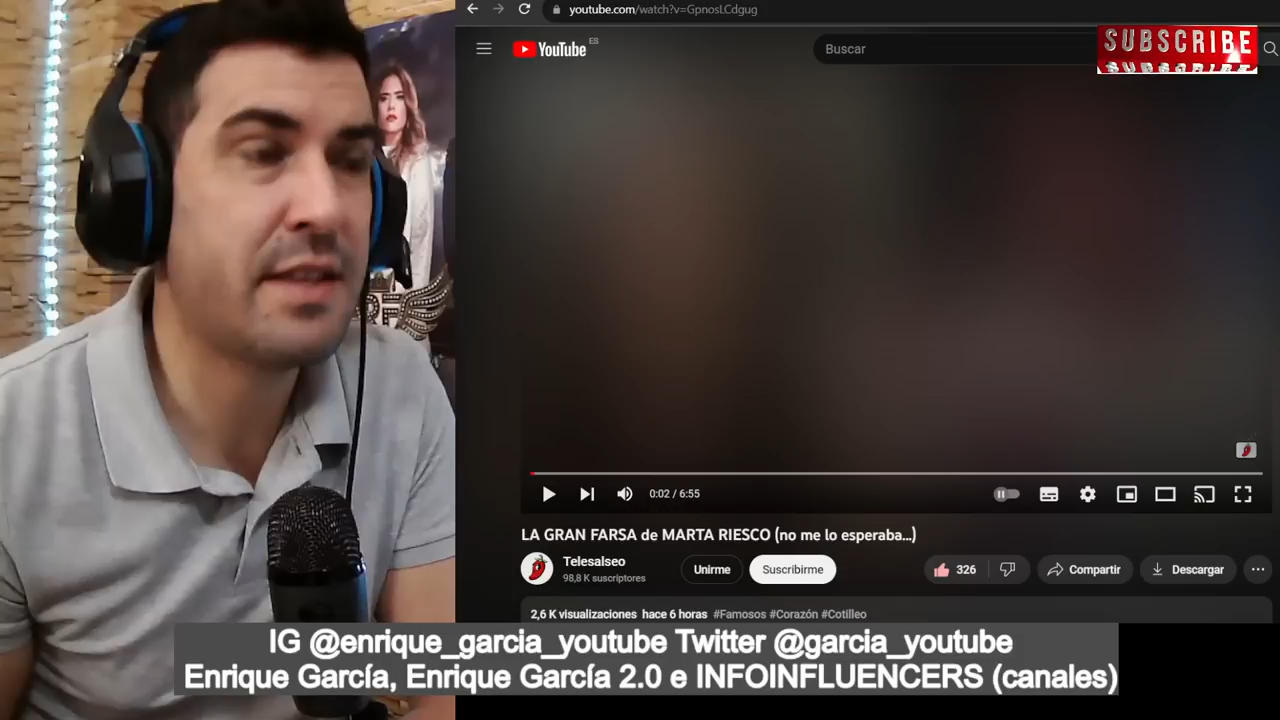 youtube.com/watch?v=GpnosLCdgug
YouTube ES
Buscar
SUBSCRIBE
0:02 / 6:55
LA GRAN FARSA de MARTA RIESCO (no me lo esperaba...)
Telesalseo
98,8 K suscriptores
Unirme
Suscribirme
326
Compartir
Descargar
2,6 K visualizaciones hace 6 horas #Famosos #Corazón #Cotilleo
IG @enrique_garcia_youtube Twitter @garcia_youtube
Enrique García, Enrique García 2.0 e INFOINFLUENCERS (canales)